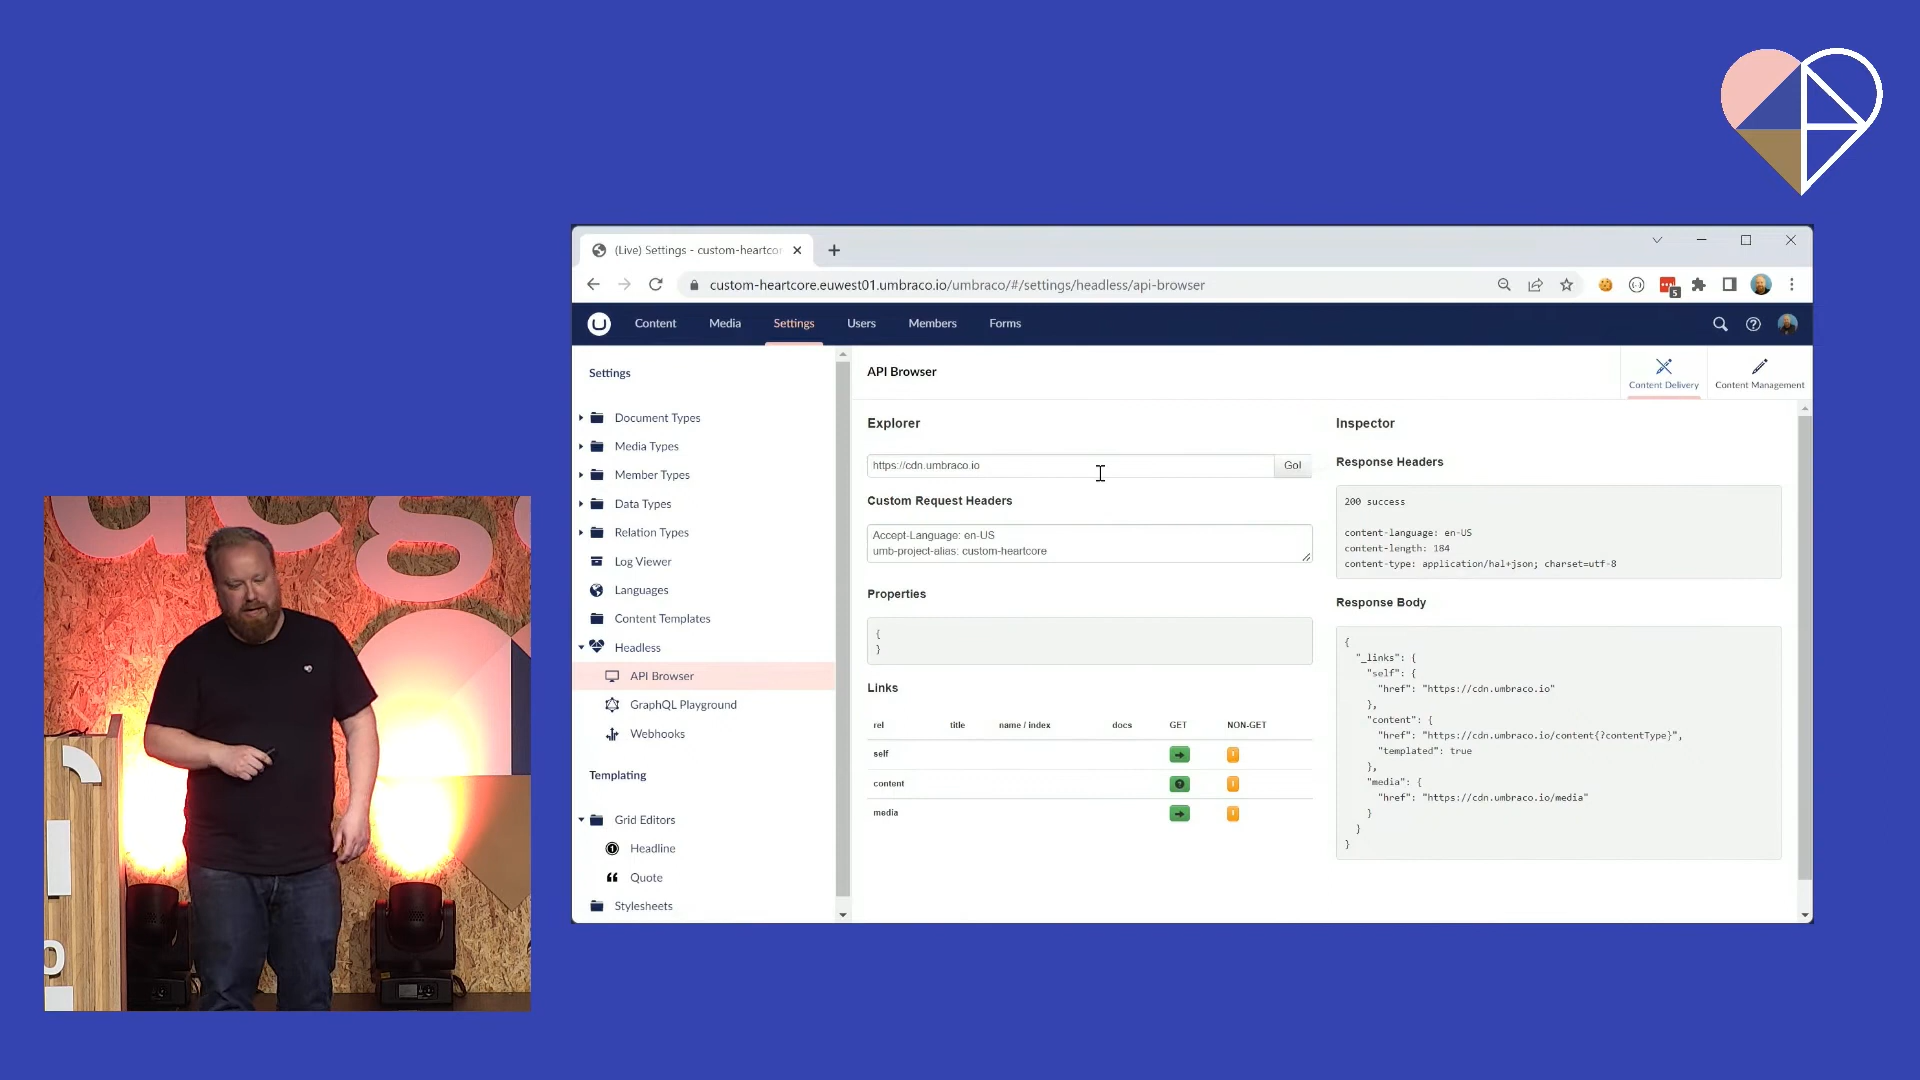 (Live) Settings - custom-heartcor
custom-heartcore.euwest01.umbraco.io/umbraco/#/settings/headless/api-browser
5
Content
Media
Settings
Users
Members
Forms
Settings
Document Types
Media Types
Member Types
Data Types
Relation Types
Log Viewer
Languages
Content Templates
Headless
API Browser
GraphQL Playground
Webhooks
Templating
Grid Editors
Headline
Quote
Stylesheets
API Browser
Content Delivery
Content Management
Explorer
https://cdn.umbraco.io
Go!
Custom Request Headers
Accept-Language: en-US
umb-project-alias: custom-heartcore
Properties
{
}
Links
rel title name / index docs GET NON-GET
self
content
media
Inspector
Response Headers
200 success
content-language: en-US
content-length: 184
content-type: application/hal+json; charset=utf-8
Response Body
{
"_links": {
"self": {
"href": "https://cdn.umbraco.io"
},
"content": {
"href": "https://cdn.umbraco.io/content{?contentType}",
"templated": true
},
"media": {
"href": "https://cdn.umbraco.io/media"
}
}
}